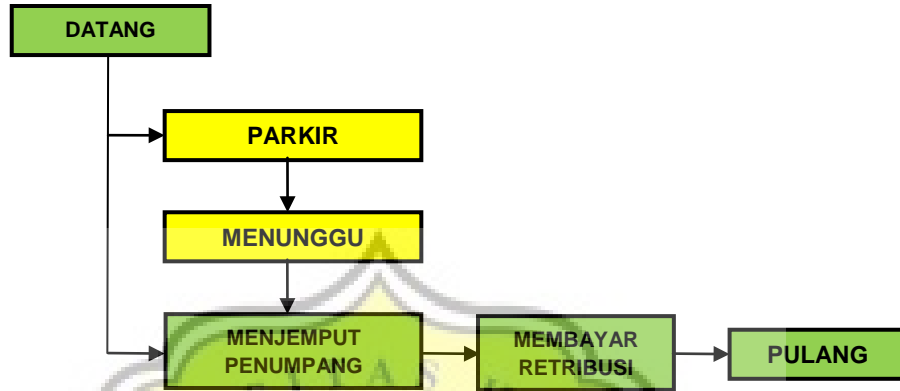 DATANG
PARKIR
MENUNGGU
MENJEMPUT
PENUMPANG
MEMBAYAR
RETRIBUSI
PULANG